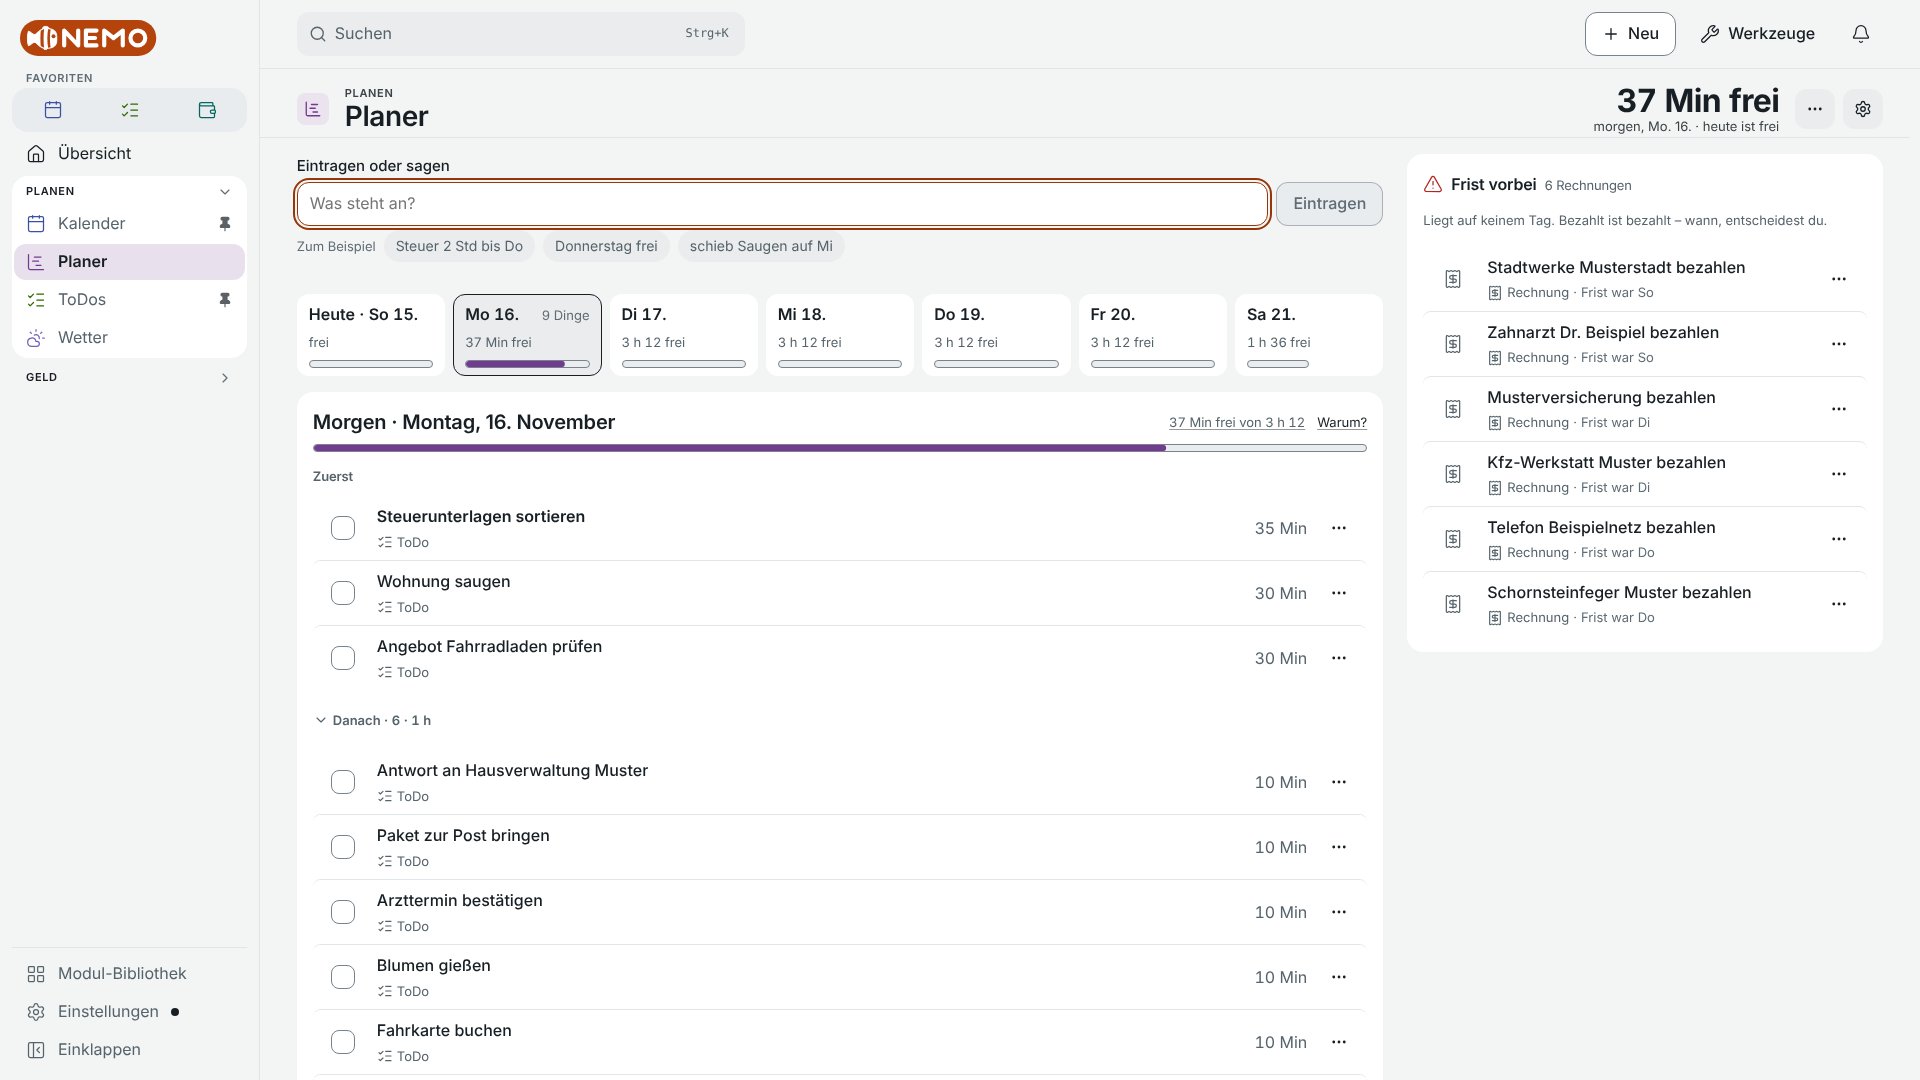 NEMO
FAVORITEN
Übersicht
PLANEN
Kalender
Planer
ToDos
Wetter
GELD
Modul-Bibliothek
Einstellungen
Einklappen
Suchen
Strg+K
Neu
Werkzeuge
PLANEN
Planer
37 Min frei
morgen, Mo. 16. · heute ist frei
Eintragen oder sagen
Was steht an?
Eintragen
Zum Beispiel
Steuer 2 Std bis Do
Donnerstag frei
schieb Saugen auf Mi
Heute · So 15.
frei
Mo 16.
9 Dinge
37 Min frei
Di 17.
3 h 12 frei
Mi 18.
3 h 12 frei
Do 19.
3 h 12 frei
Fr 20.
3 h 12 frei
Sa 21.
1 h 36 frei
Morgen · Montag, 16. November
37 Min frei von 3 h 12
Warum?
Zuerst
Steuerunterlagen sortieren
ToDo
35 Min
Wohnung saugen
ToDo
30 Min
Angebot Fahrradladen prüfen
ToDo
30 Min
Danach · 6 · 1 h
Antwort an Hausverwaltung Muster
ToDo
10 Min
Paket zur Post bringen
ToDo
10 Min
Arzttermin bestätigen
ToDo
10 Min
Blumen gießen
ToDo
10 Min
Fahrkarte buchen
ToDo
10 Min
Frist vorbei
6 Rechnungen
Liegt auf keinem Tag. Bezahlt ist bezahlt – wann, entscheidest du.
Stadtwerke Musterstadt bezahlen
Rechnung · Frist war So
Zahnarzt Dr. Beispiel bezahlen
Rechnung · Frist war So
Musterversicherung bezahlen
Rechnung · Frist war Di
Kfz-Werkstatt Muster bezahlen
Rechnung · Frist war Di
Telefon Beispielnetz bezahlen
Rechnung · Frist war Do
Schornsteinfeger Muster bezahlen
Rechnung · Frist war Do